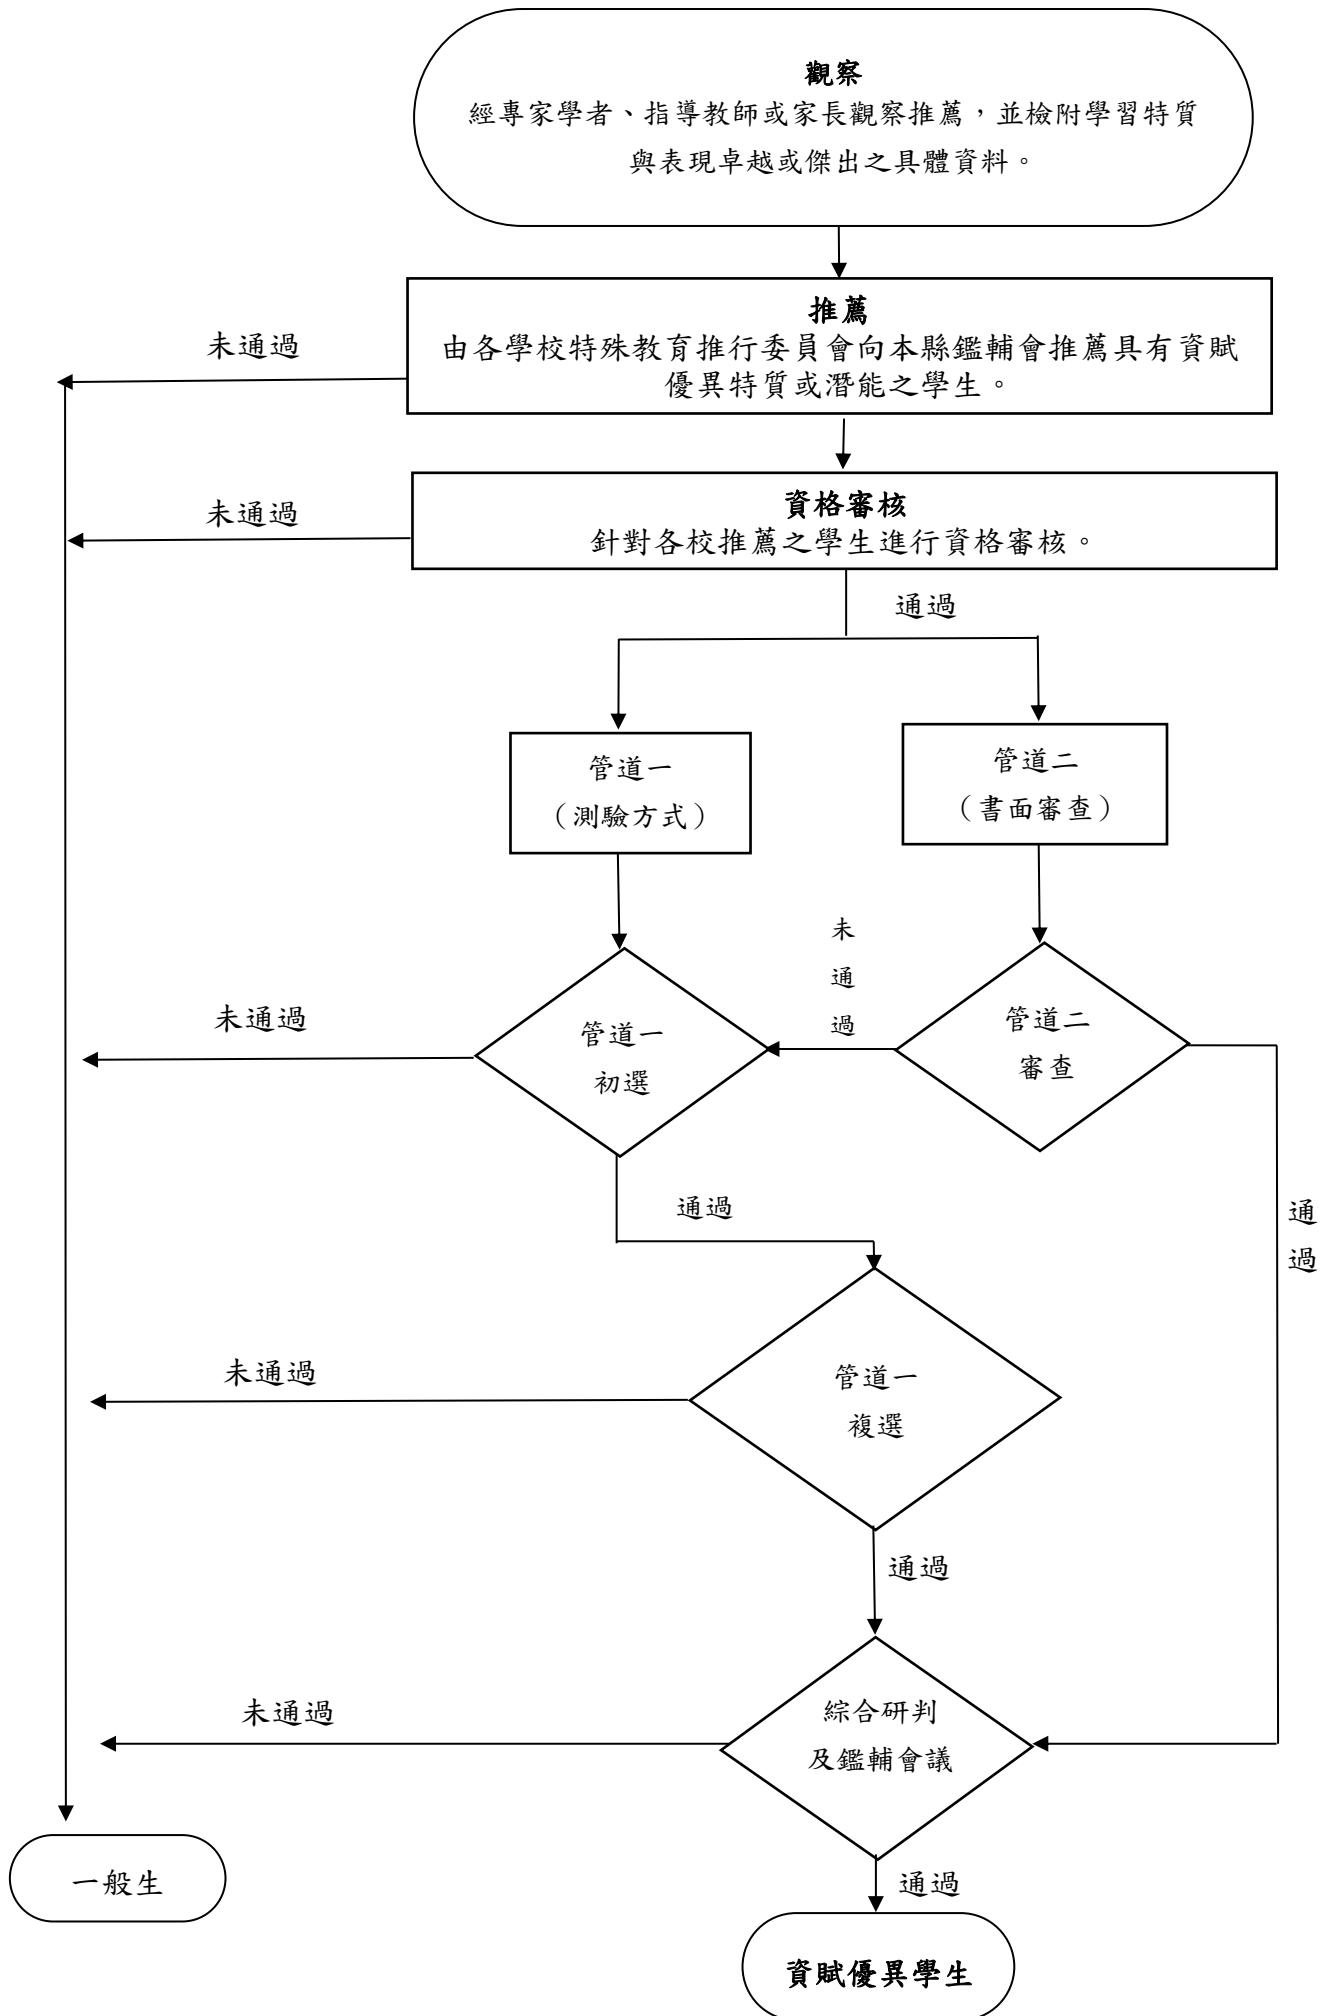 觀察
經專家學者、指導教師或家長觀察推薦，並檢附學習特質
與表現卓越或傑出之具體資料。
推薦
由各學校特殊教育推行委員會向本縣鑑輔會推薦具有資賦
優異特質或潛能之學生。
未通過
資格審核
針對各校推薦之學生進行資格審核。
未通過
通過
管道一
（測驗方式）
管道二
（書面審查）
未
通
過
管道一
初選
管道二
審查
未通過
通過
通
過
管道一
複選
未通過
通過
綜合研判
及鑑輔會議
未通過
一般生
通過
資賦優異學生